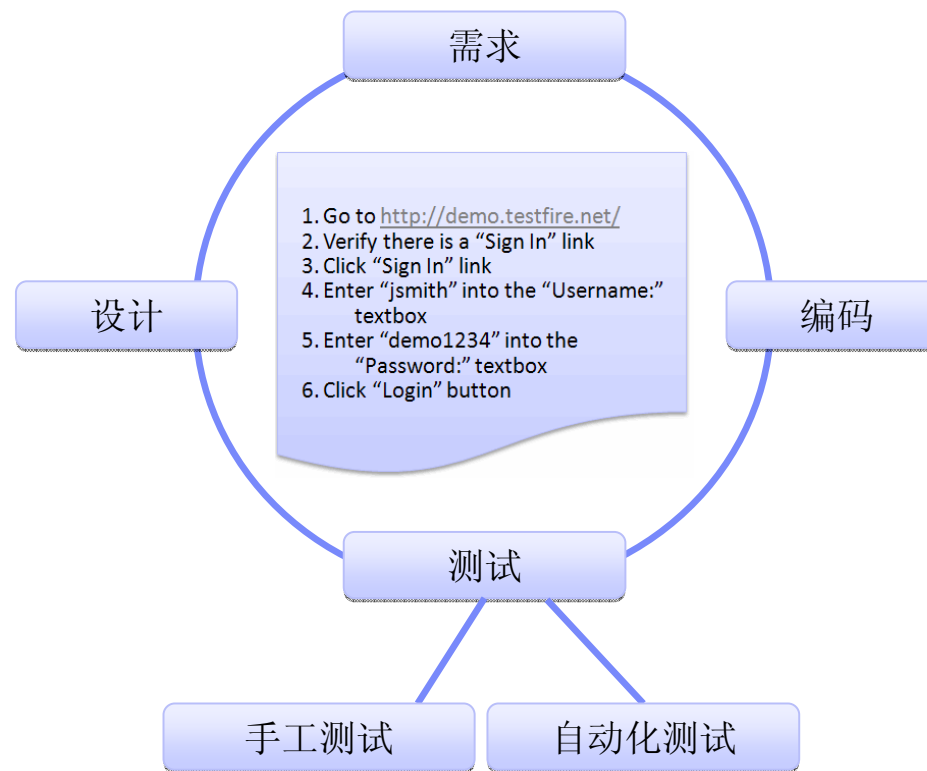 需求
1. Go to http://demo.testfire.net/
2. Verify there is a “Sign In” link
3. Click “Sign In” link
4. Enter “jsmith” into the “Username:”
textbox
5. Enter “demo1234” into the
“Password:” textbox
6. Click “Login” button
设计
编码
测试
手工测试
自动化测试